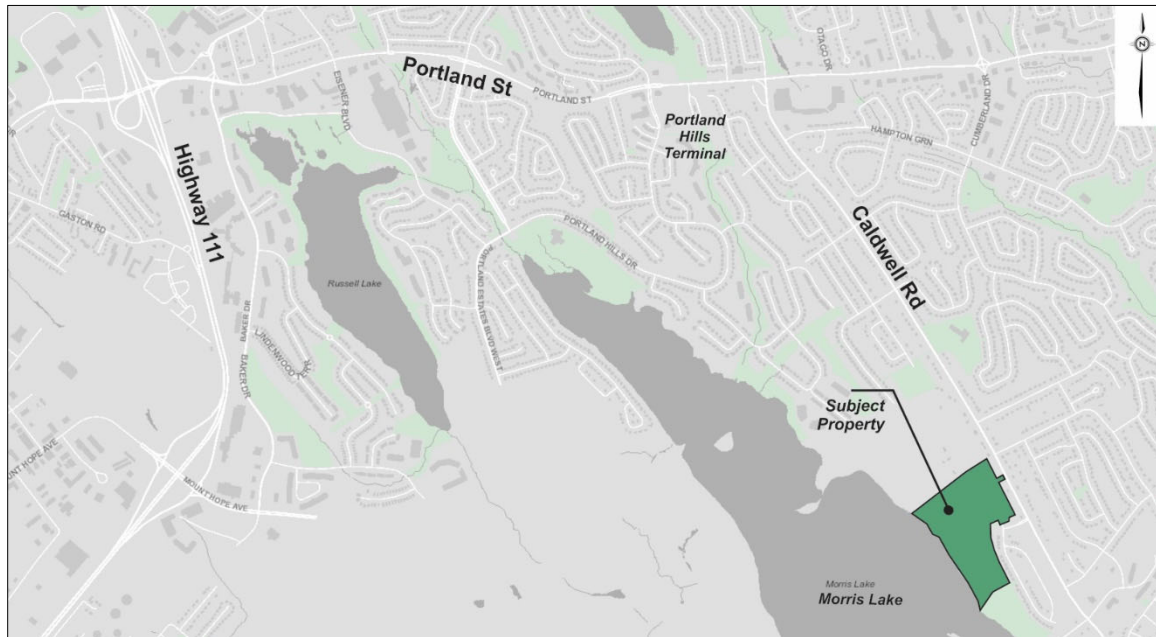 N
Portland St
PORTLAND ST
EISENER BLVD
OTAGO DR
CUMBERLAND DR
HAMPTON GRN
Portland
Hills
Terminal
Highway 111
GASTON RD
Caldwell Rd
PORTLAND HILLS DR
PORTLAND ESTATES BLVD WEST
Russell Lake
BAKER DR
BAKER DR
LINDENWOOD TERR
Subject
Property
MOUNT HOPE AVE
MOUNT HOPE AVE
Morris Lake
Morris Lake